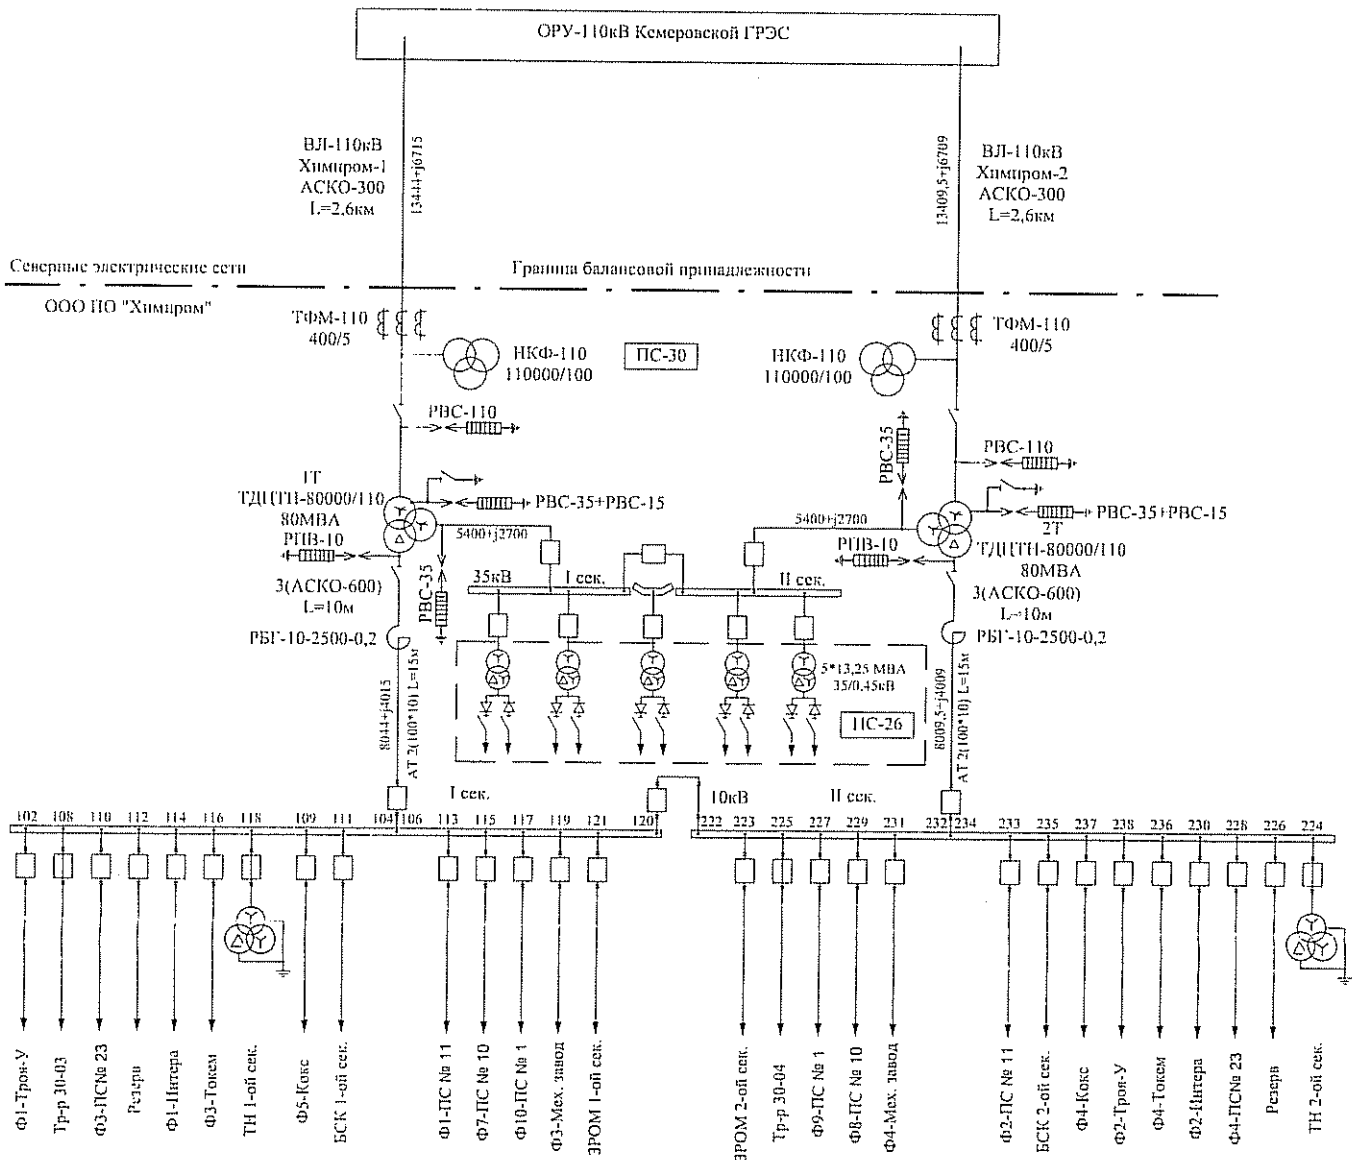 ОРУ-110кВ Кемеровской ГРЭС
ВЛ-110кВ
Химпром-1
АСКО-300
L=2,6км
13444+j6715
13409,5+j6709
ВЛ-110кВ
Химпром-2
АСКО-300
L=2,6км
Северные электрические сети
Граница балансовой принадлежности
ООО ПО "Химпром"
ТФМ-110
400/5
НКФ-110
110000/100
ПС-30
НКФ-110
110000/100
ТФМ-110
400/5
РВС-110
РВС-35
РВС-110
1Т
ТДЦТН-80000/110
80МВА
РВС-35+РВС-15
5400+j2700
5400+j2700
РВС-35+РВС-15
2Т
ТДЦТН-80000/110
80МВА
РПВ-10
РПВ-10
3(АСКО-600)
L=10м
РВС-35
35кВ
I сек.
II сек.
3(АСКО-600)
L=10м
РБГ-10-2500-0,2
РБГ-10-2500-0,2
5*13,25 МВА
35/0.45кВ
ПС-26
8044+j4015
АТ 2(100*10) L=15м
8009,5+j4009
АТ 2(100*10) L=15м
I сек.
10кВ
II сек.
102 108 110 112 114 116 118 109 111 104 106 113 115 117 119 121 120 222 223 225 227 229 231 232 234 233 235 237 238 236 230 228 226 224
Ф1-Трои-У
Тр-р 30-03
Ф3-ПС№ 23
Резерв
Ф1-Интера
Ф3-Токем
ТН 1-ой сек.
Ф5-Кокс
БСК 1-ой сек.
Ф1-ПС № 11
Ф7-ПС № 10
Ф10-ПС № 1
Ф3-Мех. завод
ЭРОМ 1-ой сек.
ЭРОМ 2-ой сек.
Тр-р 30-04
Ф9-ПС № 1
Ф8-ПС № 10
Ф4-Мех. завод
Ф2-ПС № 11
БСК 2-ой сек.
Ф4-Кокс
Ф2-Трои-У
Ф4-Токем
Ф2-Интера
Ф4-ПС№ 23
Резерв
ТН 2-ой сек.